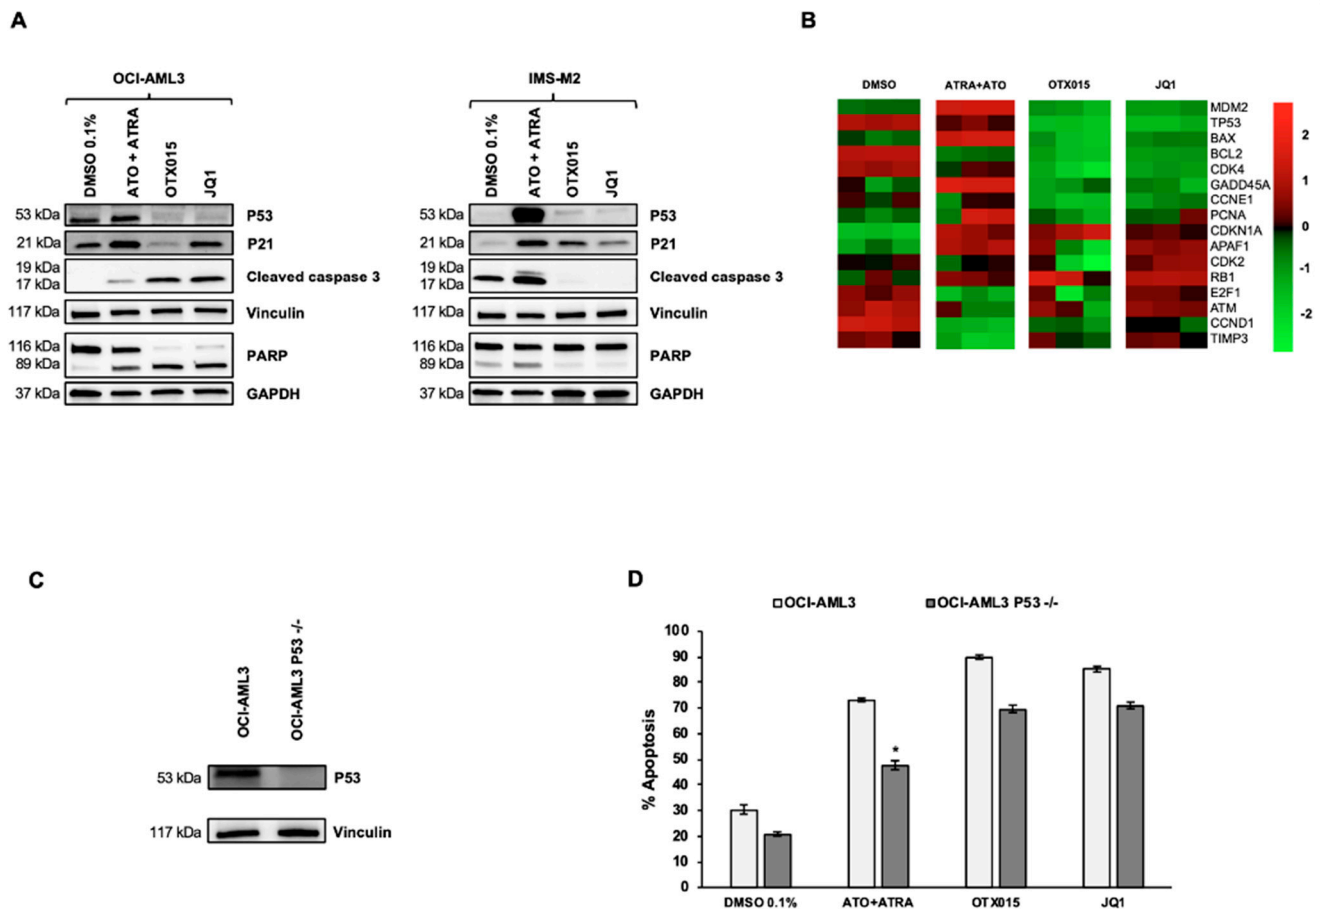 A
OCI-AML3
DMSO 0.1%
ATO + ATRA
OTX015
JQ1
53 kDa P53
21 kDa P21
19 kDa
17 kDa Cleaved caspase 3
117 kDa Vinculin
116 kDa
89 kDa PARP
37 kDa GAPDH
IMS-M2
DMSO 0.1%
ATO + ATRA
OTX015
JQ1
53 kDa P53
21 kDa P21
19 kDa
17 kDa Cleaved caspase 3
117 kDa Vinculin
116 kDa
89 kDa PARP
37 kDa GAPDH
B
DMSO ATRA+ATO OTX015 JQ1
MDM2
TP53
BAX
BCL2
CDK4
GADD45A
CCNE1
PCNA
CDKN1A
APAF1
CDK2
RB1
E2F1
ATM
CCND1
TIMP3
2
1
0
-1
-2
C
OCI-AML3
OCI-AML3 P53 -/-
53 kDa P53
117 kDa Vinculin
D
OCI-AML3 OCI-AML3 P53 -/-
% Apoptosis
100
90
80
70
60
50
40
30
20
10
0
*
DMSO 0.1% ATO+ATRA OTX015 JQ1